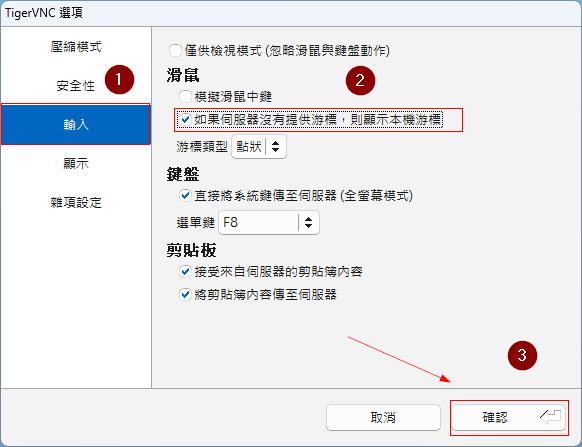 TigerVNC 選項
壓縮模式
安全性
1
輸入
顯示
雜項設定
僅供檢視模式 (忽略滑鼠與鍵盤動作)
滑鼠
2
模擬滑鼠中鍵
如果伺服器沒有提供游標，則顯示本機游標
游標類型 點狀
鍵盤
直接將系統鍵傳至伺服器 (全螢幕模式)
選單鍵 F8
剪貼板
接受來自伺服器的剪貼簿內容
將剪貼簿內容傳至伺服器
3
取消
確認